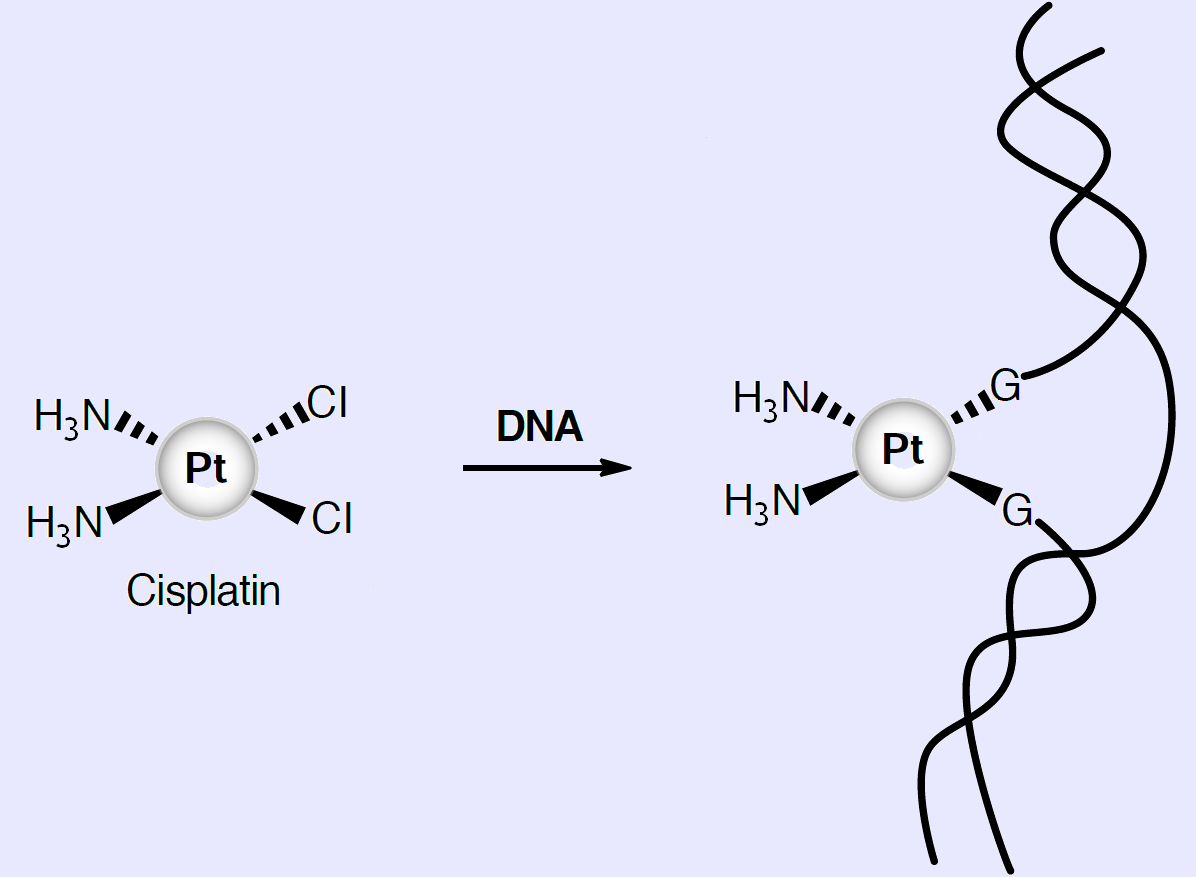 H3N Cl
Pt
H3N Cl
Cisplatin
DNA
H3N G
Pt
H3N G